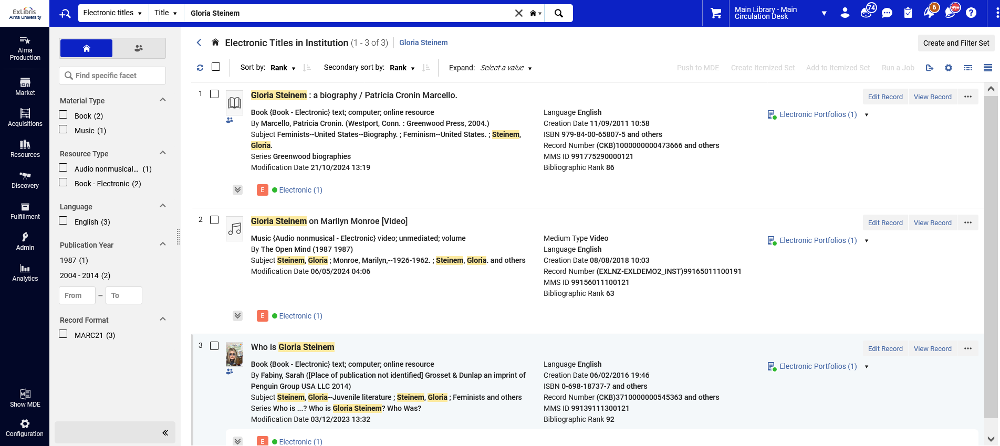 ExLibris
Alma University
Electronic titles
Title
Gloria Steinem
Main Library - Main
Circulation Desk
74
6
99+
Alma
Production
Market
Acquisitions
Resources
Discovery
Fulfillment
Admin
Analytics
Show MDE
Configuration
Find specific facet
Material Type
Book (2)
Music (1)
Resource Type
Audio nonmusical... (1)
Book - Electronic (2)
Language
English (3)
Publication Year
1987 (1)
2004 - 2014 (2)
From – To
Record Format
MARC21 (3)
Electronic Titles in Institution (1 - 3 of 3) Gloria Steinem
Create and Filter Set
Sort by: Rank Secondary sort by: Rank Expand: Select a value
Push to MDE Create Itemized Set Add to Itemized Set Run a Job
1
Gloria Steinem : a biography / Patricia Cronin Marcello.
Edit Record View Record
Book {Book - Electronic} text; computer; online resource
By Marcello, Patricia Cronin. (Westport, Conn. : Greenwood Press, 2004.)
Subject Feminists--United States--Biography. ; Feminism--United States. ; Steinem,
Gloria.
Series Greenwood biographies
Modification Date 21/10/2024 13:19
Language English
Creation Date 11/09/2011 10:58
ISBN 979-84-00-65807-5 and others
Record Number (CKB)1000000000473666 and others
MMS ID 991775290000121
Bibliographic Rank 86
Electronic Portfolios (1)
E Electronic (1)
2
Gloria Steinem on Marilyn Monroe [Video]
Edit Record View Record
Music {Audio nonmusical - Electronic} video; unmediated; volume
By The Open Mind (1987 1987)
Subject Steinem, Gloria ; Monroe, Marilyn,--1926-1962. ; Steinem, Gloria. and others
Modification Date 06/05/2024 04:06
Medium Type Video
Language English
Creation Date 08/08/2018 10:03
Record Number (EXLNZ-EXLDEMO2_INST)99165011100191
MMS ID 99156011100121
Bibliographic Rank 63
Electronic Portfolios (1)
E Electronic (1)
3
Who is Gloria Steinem
Edit Record View Record
Book {Book - Electronic} text; computer; online resource
By Fabiny, Sarah ([Place of publication not identified] Grosset & Dunlap an imprint of
Penguin Group USA LLC 2014)
Subject Steinem, Gloria--Juvenile literature ; Steinem, Gloria ; Feminists and others
Series Who is ...? Who is Gloria Steinem? Who Was?
Modification Date 03/12/2023 13:32
Language English
Creation Date 06/02/2016 19:46
ISBN 0-698-18737-7 and others
Record Number (CKB)3710000000545363 and others
MMS ID 99139111300121
Bibliographic Rank 92
Electronic Portfolios (1)
E Electronic (1)